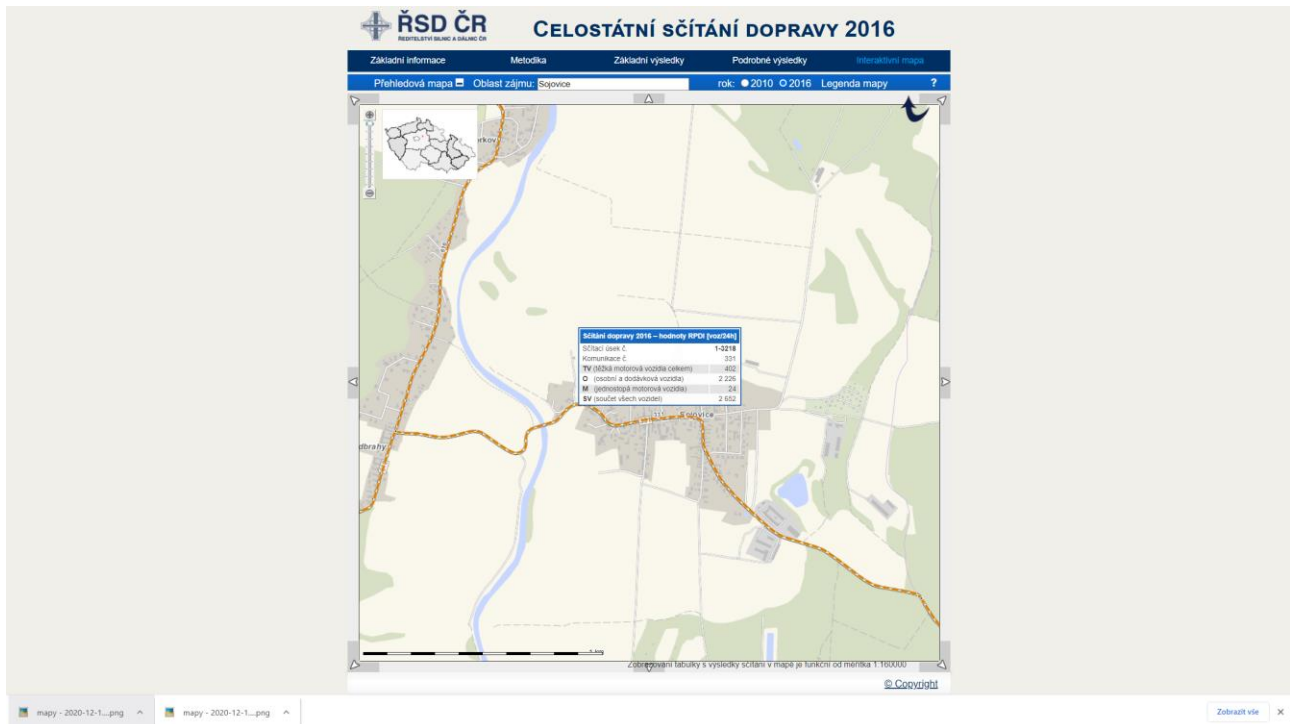 ŘSD ČR
ŘEDITELSTVÍ SILNIC A DÁLNIC ČR
CELOSTÁTNÍ SČÍTÁNÍ DOPRAVY 2016
Základní informace Metodika Základní výsledky Podrobné výsledky Interaktivní mapa
Přehledová mapa Oblast zájmu: Sojovice rok: 2010 2016 Legenda mapy ?
Sčítání dopravy 2016 – hodnoty RPDI [voz/24h]
Sčítací úsek č. 1-3218
Komunikace č. 331
TV (těžká motorová vozidla celkem) 402
O (osobní a dodávková vozidla) 2 226
M (jednostopá motorová vozidla) 24
SV (součet všech vozidel) 2 652
Sojovice
Zobrazování tabulky s výsledky sčítání v mapě je funkční od měřítka 1:160000
© Copyright
mapy - 2020-12-1....png mapy - 2020-12-1....png Zobrazit vše